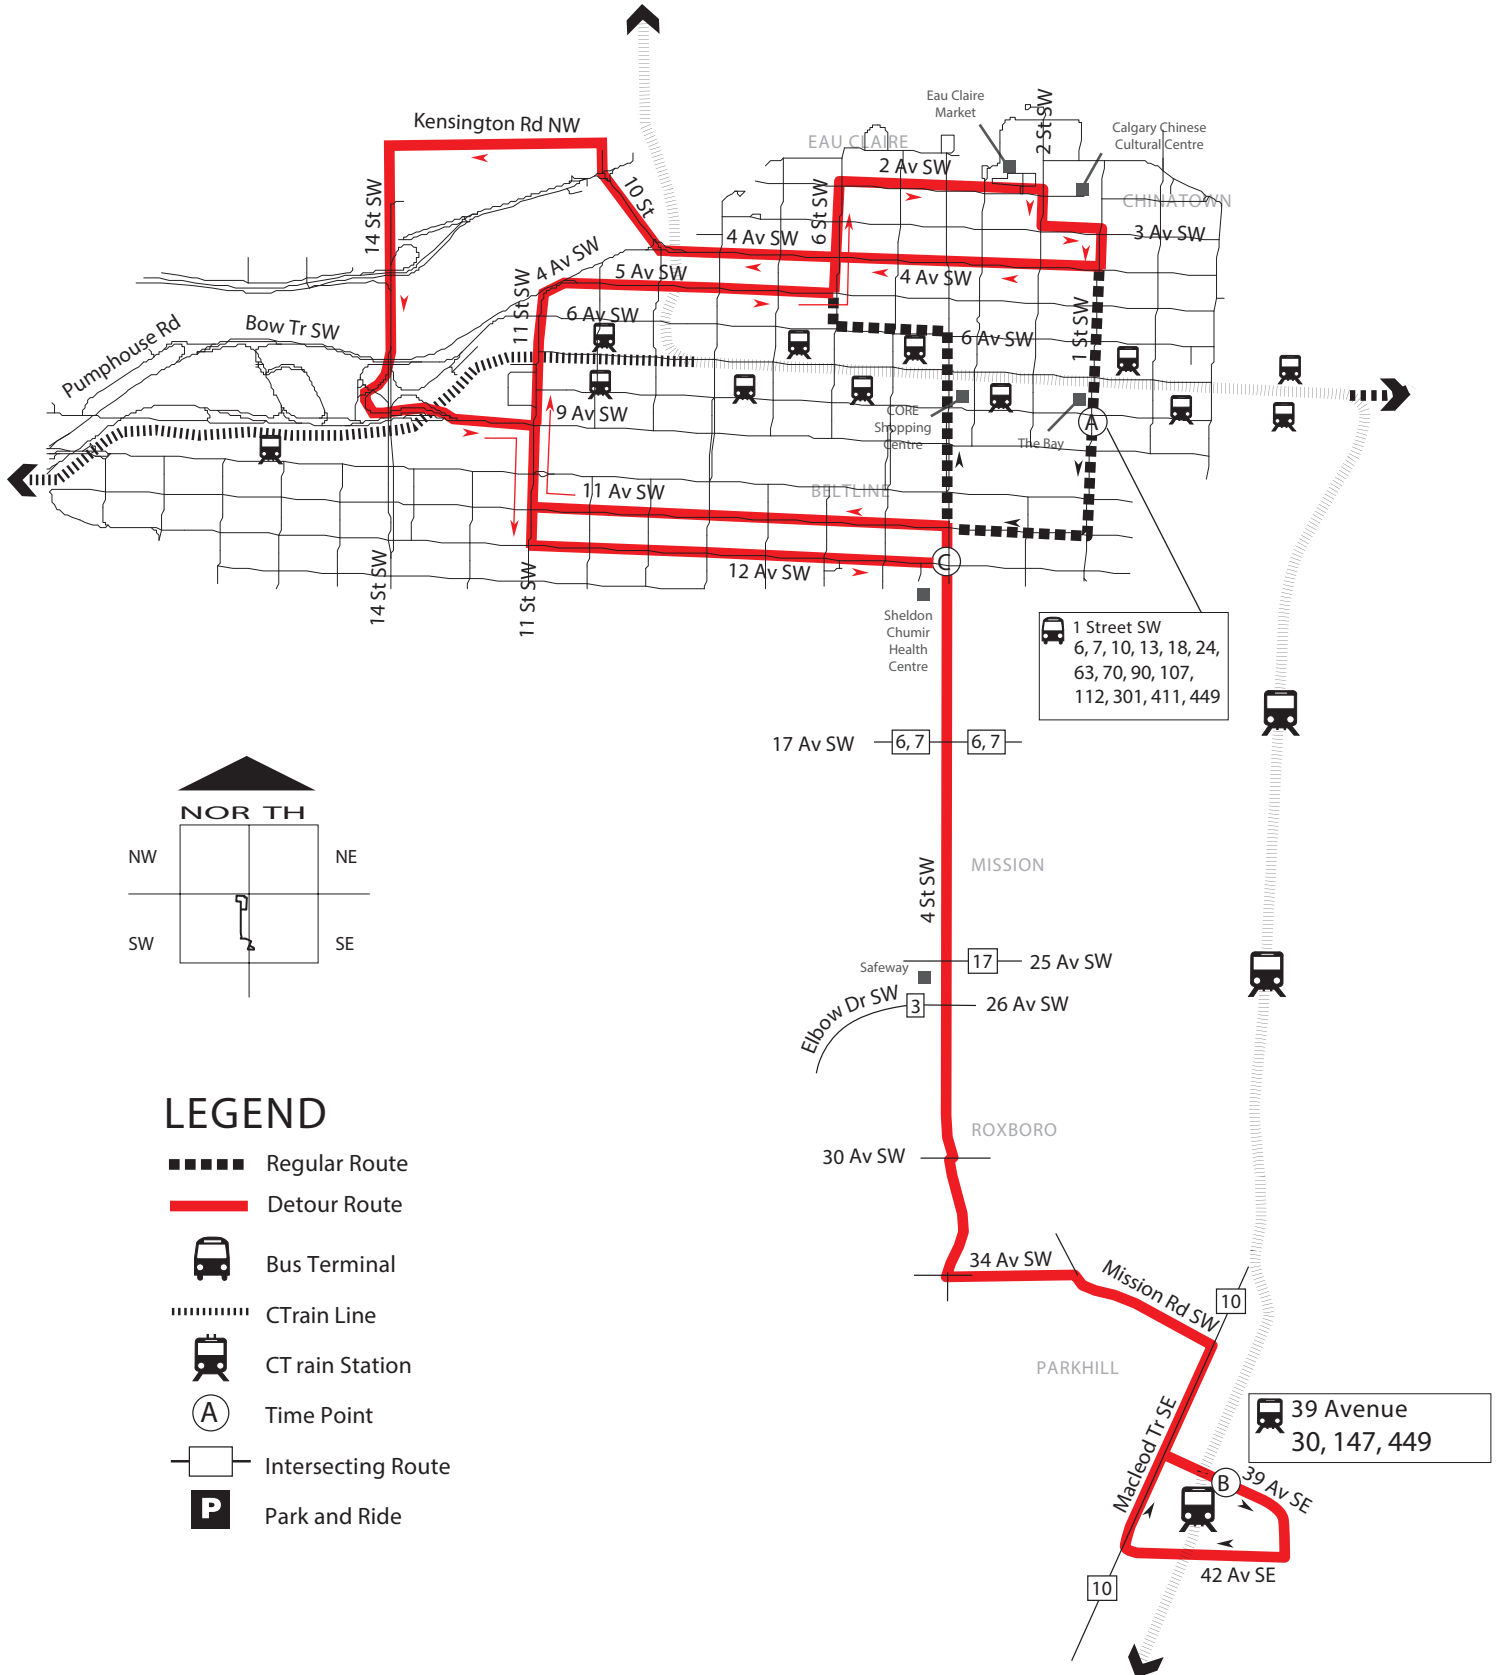 Eau Claire
Market
2 St SW
Calgary Chinese
Cultural Centre
Kensington Rd NW
EAU CLAIRE
2 Av SW
10 St
14 St SW
6 St SW
CHINATOWN
3 Av SW
4 Av SW
4 Av SW
5 Av SW
4 Av SW
11 St SW
6 Av SW
6 Av SW
1 St SW
Bow Tr SW
Pumphouse Rd
9 Av SW
CORE
Shopping
Centre
The Bay
A
11 Av SW
BELTLINE
12 Av SW
C
14 St SW
11 St SW
Sheldon
Chumir
Health
Centre
1 Street SW
6, 7, 10, 13, 18, 24,
63, 70, 90, 107,
112, 301, 411, 449
17 Av SW
6, 7
6, 7
NOR TH
NW
NE
SW
SE
MISSION
4 St SW
Safeway
17
25 Av SW
Elbow Dr SW
3
26 Av SW
ROXBORO
30 Av SW
34 Av SW
Mission Rd SW
10
PARKHILL
Macleod Tr SE
39 Avenue
30, 147, 449
B
39 Av SE
42 Av SE
10
LEGEND
Regular Route
Detour Route
Bus Terminal
CTrain Line
CT rain Station
A
Time Point
Intersecting Route
P
Park and Ride